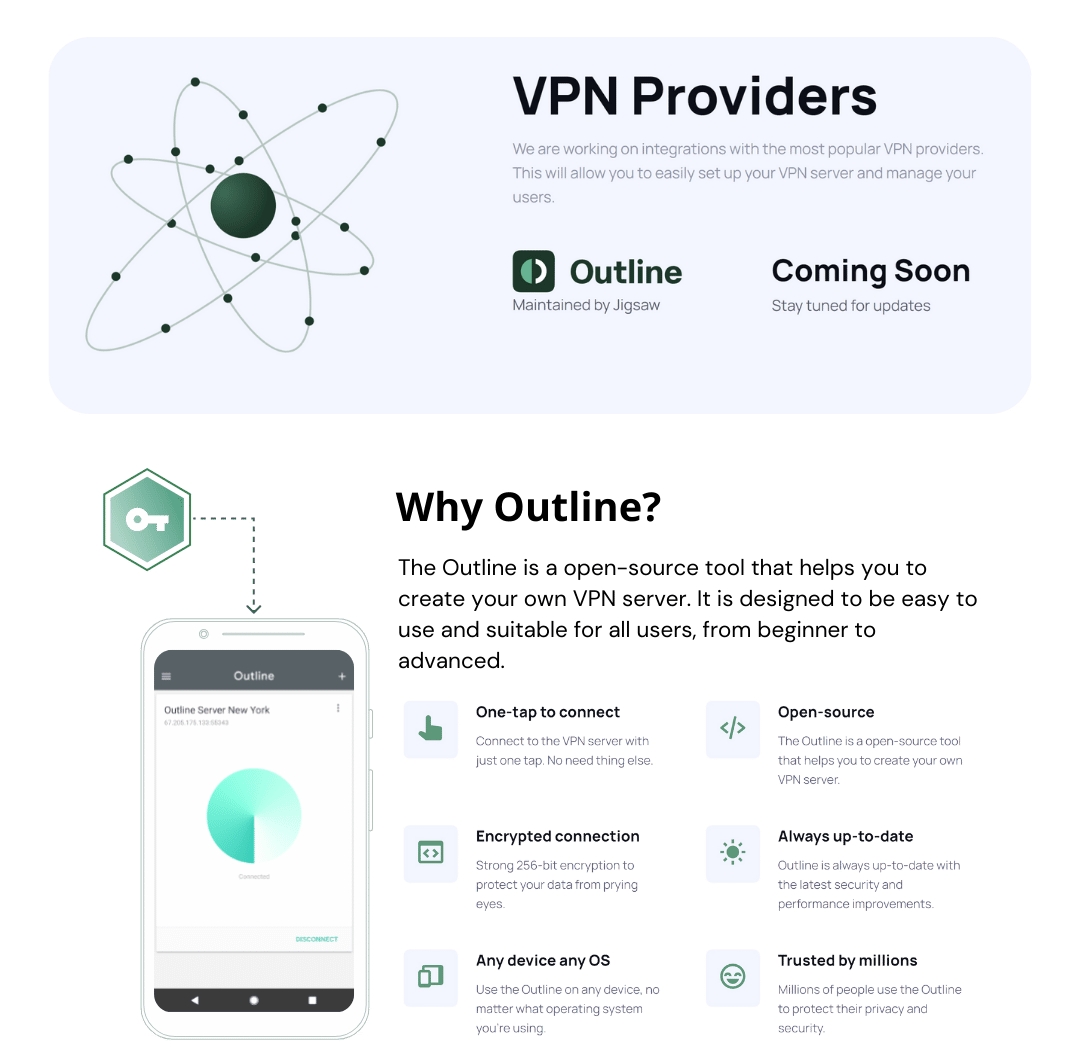 VPN Providers
We are working on integrations with the most popular VPN providers.
This will allow you to easily set up your VPN server and manage your
users.
Outline
Maintained by Jigsaw
Coming Soon
Stay tuned for updates
Why Outline?
The Outline is a open-source tool that helps you to
create your own VPN server. It is designed to be easy to
use and suitable for all users, from beginner to
advanced.
Outline
+
Outline Server New York
Connected
DISCONNECT
One-tap to connect
Connect to the VPN server with
just one tap. No need thing else.
Open-source
The Outline is a open-source tool
that helps you to create your own
VPN server.
Encrypted connection
Strong 256-bit encryption to
protect your data from prying
eyes.
Always up-to-date
Outline is always up-to-date with
the latest security and
performance improvements.
Any device any OS
Use the Outline on any device, no
matter what operating system
you're using.
Trusted by millions
Millions of people use the Outline
to protect their privacy and
security.